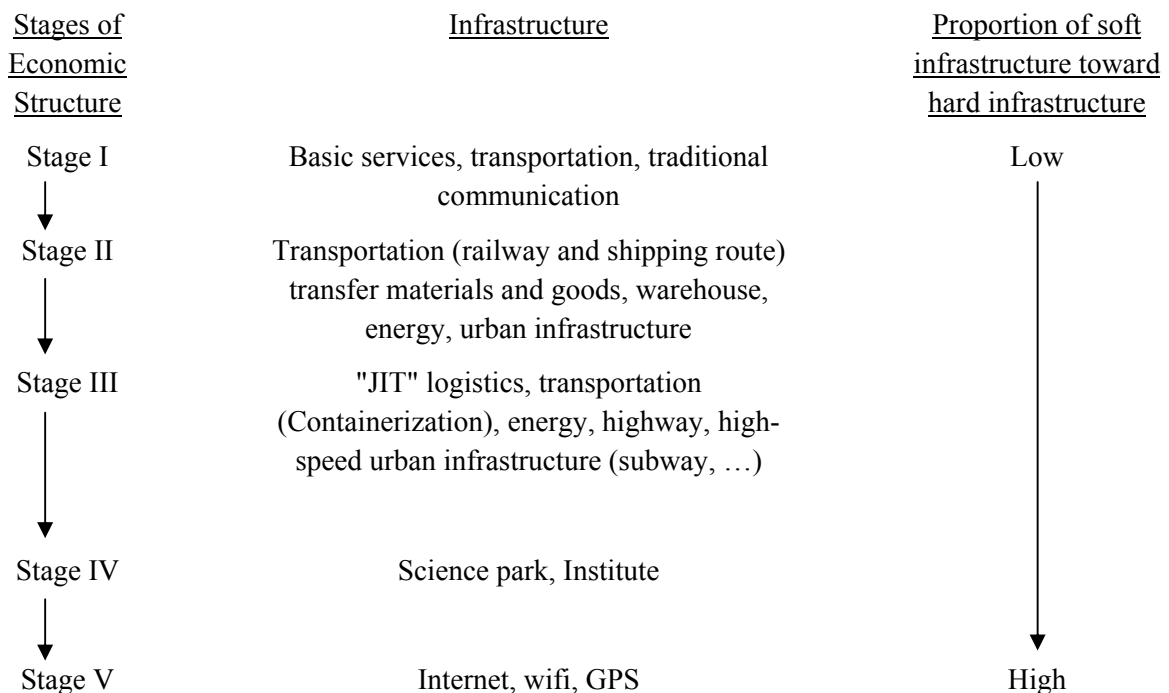 Stages of
Economic
Structure
Infrastructure
Proportion of soft
infrastructure toward
hard infrastructure
Stage I
Basic services, transportation, traditional
communication
Low
Stage II
Transportation (railway and shipping route)
transfer materials and goods, warehouse,
energy, urban infrastructure
Stage III
"JIT" logistics, transportation
(Containerization), energy, highway, high-
speed urban infrastructure (subway, …)
Stage IV
Science park, Institute
Stage V
Internet, wifi, GPS
High